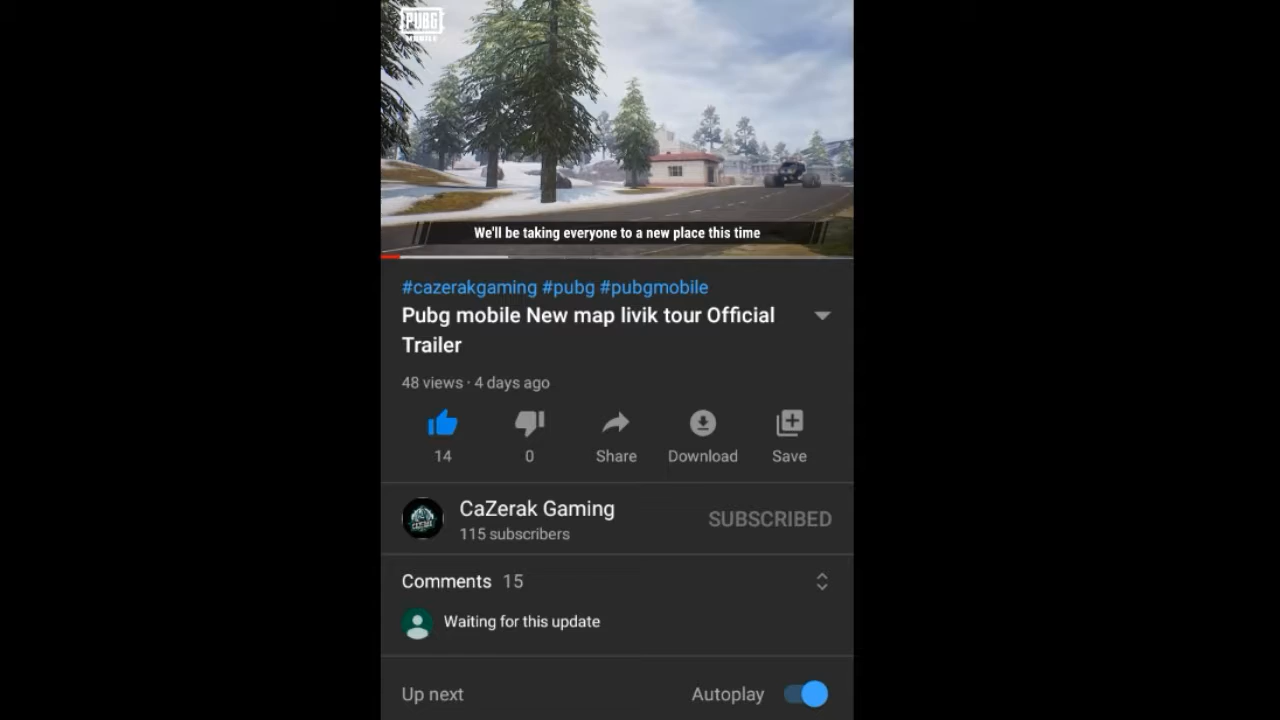 PUBG
MOBILE
We'll be taking everyone to a new place this time
#cazerakgaming #pubg #pubgmobile
Pubg mobile New map livik tour Official
Trailer
48 views · 4 days ago
14
0
Share
Download
Save
CAZERAK
CaZerak Gaming
115 subscribers
SUBSCRIBED
Comments 15
Waiting for this update
Up next
Autoplay